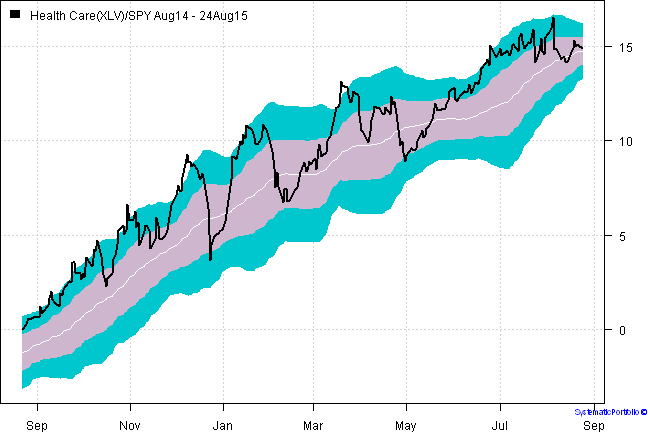 Health Care(XLV)/SPY Aug14 - 24Aug15
15
10
5
0
SystematicPortfolio ©
Sep Nov Jan Mar May Jul Sep